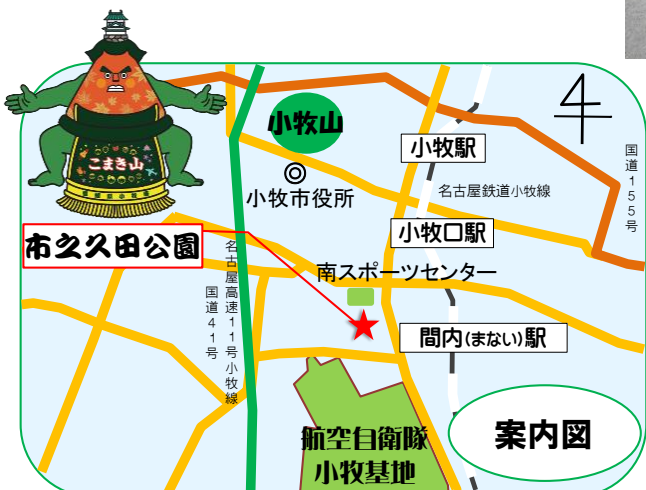 小牧山
こまき山
小牧駅
国道155号
小牧市役所
名古屋鉄道小牧線
小牧口駅
市之久田公園
名古屋高速11号小牧線
国道41号
南スポーツセンター
間内(まない)駅
案内図
航空自衛隊
小牧基地